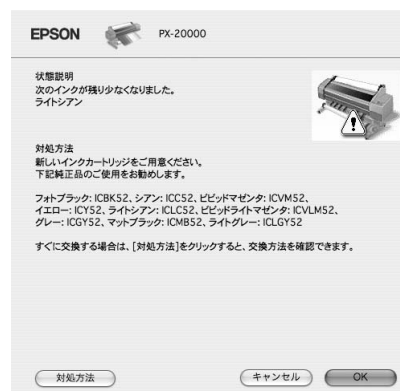 EPSON PX-20000
状態説明
次のインクが残り少なくなりました。
ライトシアン
対処方法
新しいインクカートリッジをご用意ください。
下記純正品のご使用をお勧めします。
フォトブラック: ICBK52、シアン: ICC52、ビビッドマゼンタ: ICVM52、
イエロー: ICY52、ライトシアン: ICLC52、ビビッドライトマゼンタ: ICVLM52、
グレー: ICGY52、マットブラック: ICMB52、ライトグレー: ICLGY52
すぐに交換する場合は、[対処方法]をクリックすると、交換方法を確認できます。
対処方法 キャンセル OK